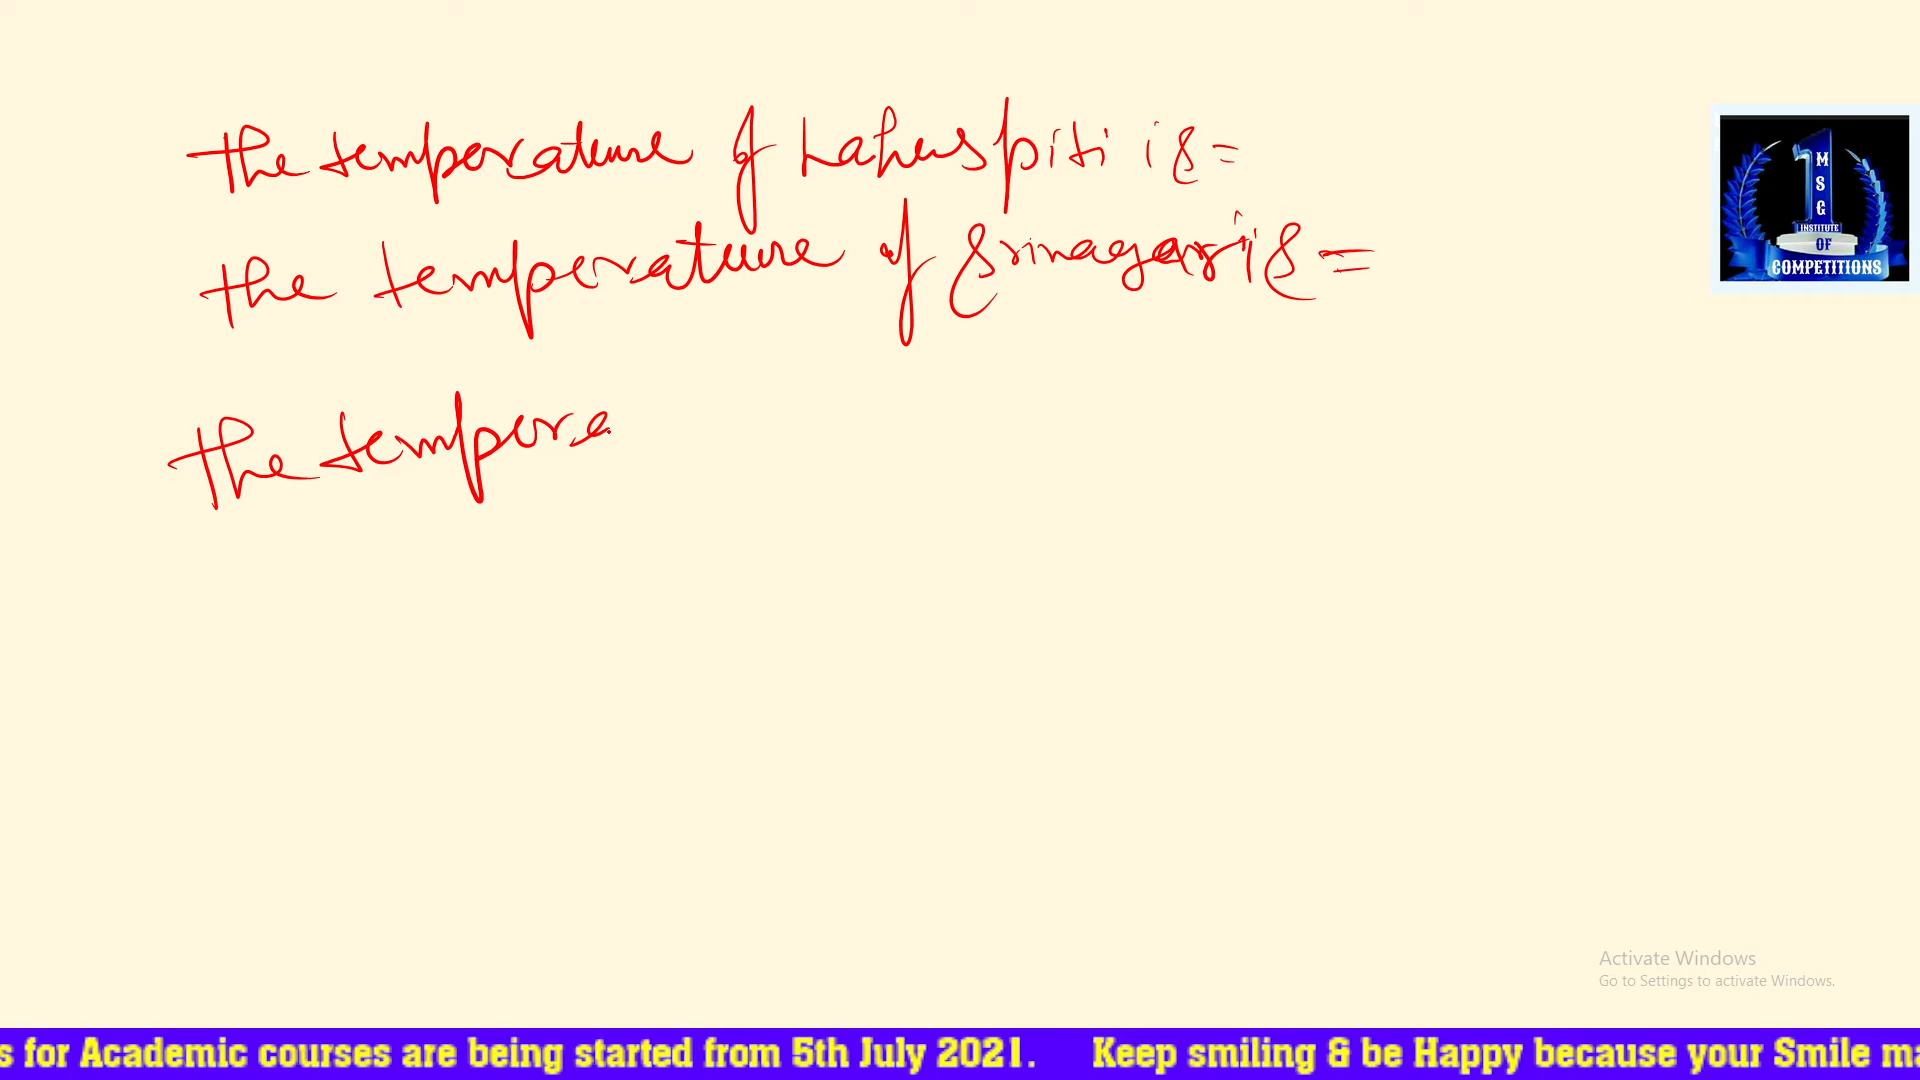 the temperature of Lahuspiti is =
the temperature of srinagar is =
the tempera
M
S
G
INSTITUTE
OF
COMPETITIONS
Activate Windows
Go to Settings to activate Windows.
s for Academic courses are being started from 5th July 2021. Keep smiling & be Happy because your Smile ma